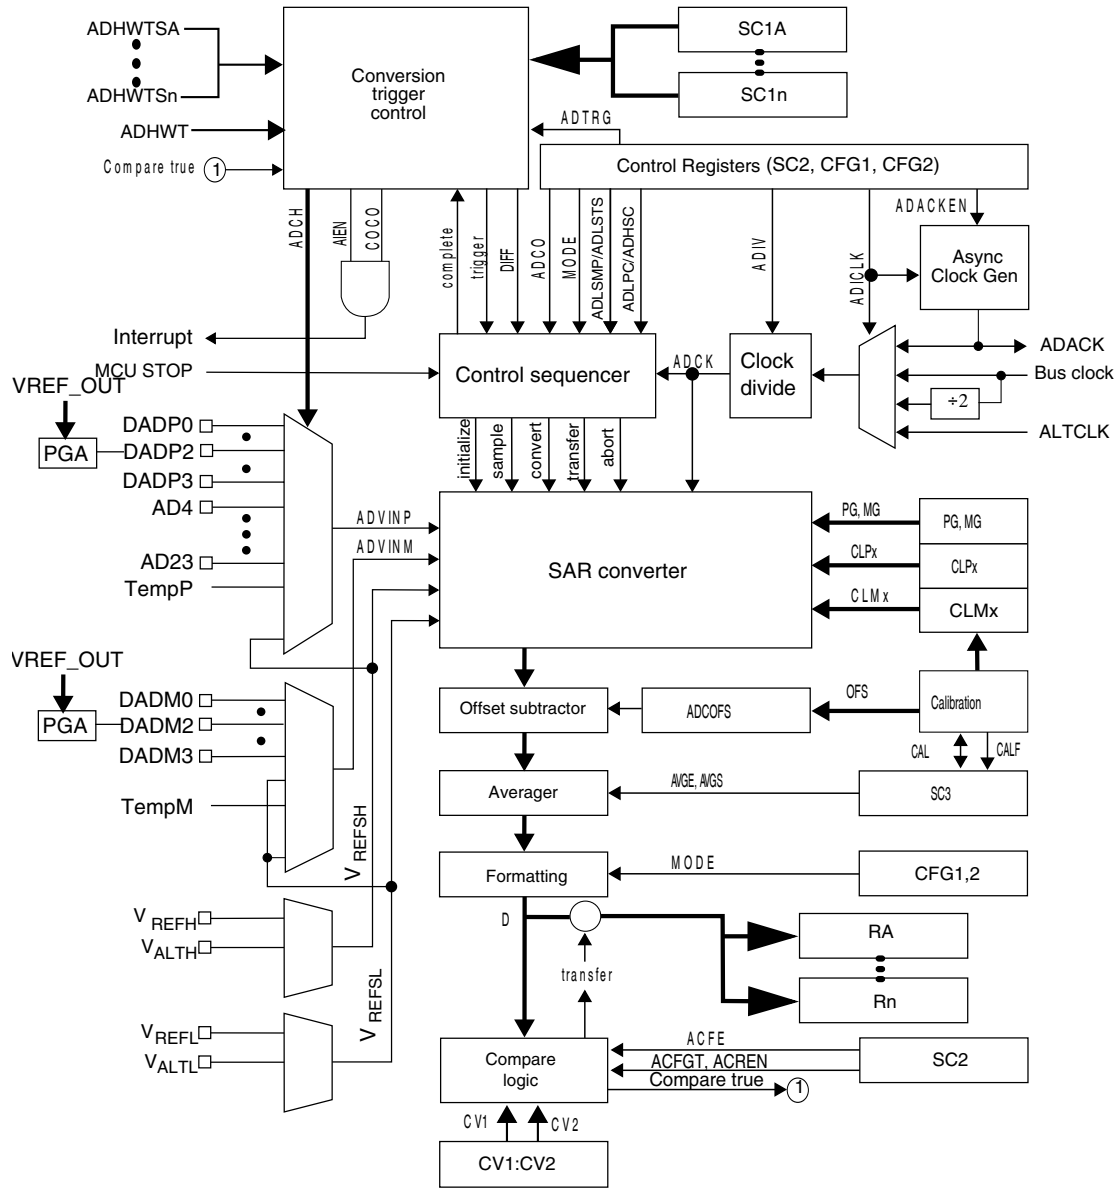 ADHWTSA
ADHWTSn
ADHWT
Compare true 1
Conversion
trigger
control
SC1A
SC1n
ADTRG
Control Registers (SC2, CFG1, CFG2)
ADCH
AIEN
COCO
complete
trigger
DIFF
ADCO
MODE
ADLSMP/ADLSTS
ADLPC/ADHSC
ADIV
ADICLK
ADACKEN
Async
Clock Gen
Interrupt
MCU STOP
Control sequencer
ADCK
Clock
divide
ADACK
Bus clock
÷2
ALTCLK
VREF_OUT
PGA
DADP0
DADP2
DADP3
AD4
AD23
TempP
initialize
sample
convert
transfer
abort
ADVINP
ADVINM
SAR converter
PG, MG
PG, MG
CLPx
CLPx
CLMx
CLMx
VREF_OUT
PGA
DADM0
DADM2
DADM3
TempM
V REFSH
Offset subtractor
ADCOFS
OFS
Calibration
CAL
CALF
Averager
AVGE, AVGS
SC3
Formatting
MODE
CFG1,2
V REFH
VALTH
V REFSL
D
transfer
RA
Rn
VREFL
VALTL
Compare
logic
ACFE
ACFGT, ACREN
Compare true 1
SC2
CV1
CV2
CV1:CV2